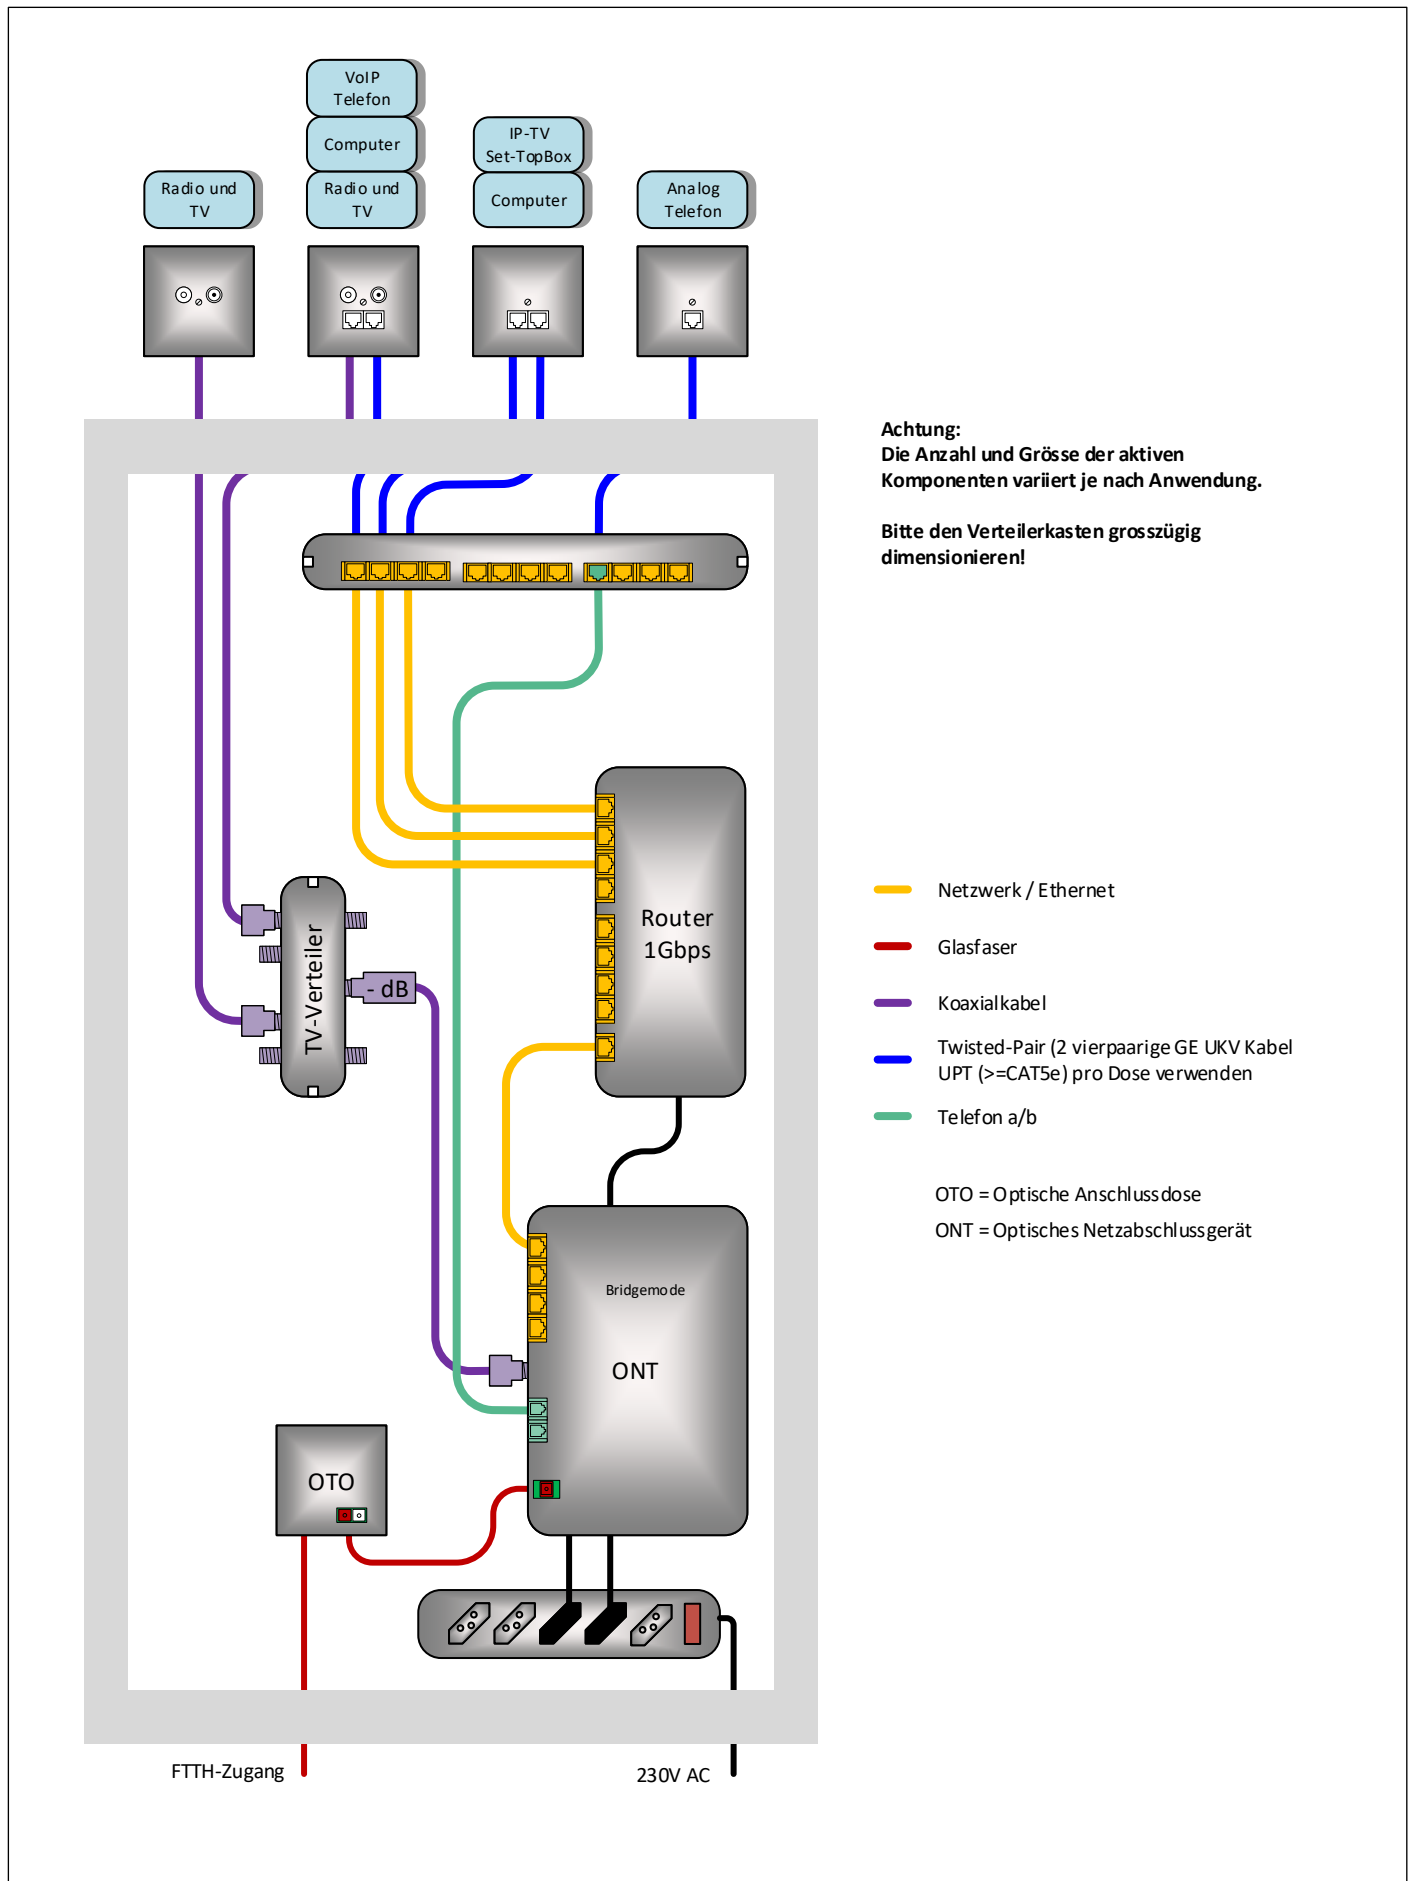 VoIP
Telefon
Computer
Radio und
TV
IP-TV
Set-TopBox
Computer
Radio und
TV
Analog
Telefon
Achtung:
Die Anzahl und Grösse der aktiven
Komponenten variiert je nach Anwendung.
Bitte den Verteilerkasten grosszügig
dimensionieren!
Router
1Gbps
TV-Verteiler
- dB
Netzwerk / Ethernet
Glasfaser
Koaxialkabel
Twisted-Pair (2 vierpaarige GE UKV Kabel
UPT (>=CAT5e) pro Dose verwenden
Telefon a/b
OTO = Optische Anschlussdose
ONT = Optisches Netzabschlussgerät
Bridgemode
ONT
OTO
FTTH-Zugang
230V AC